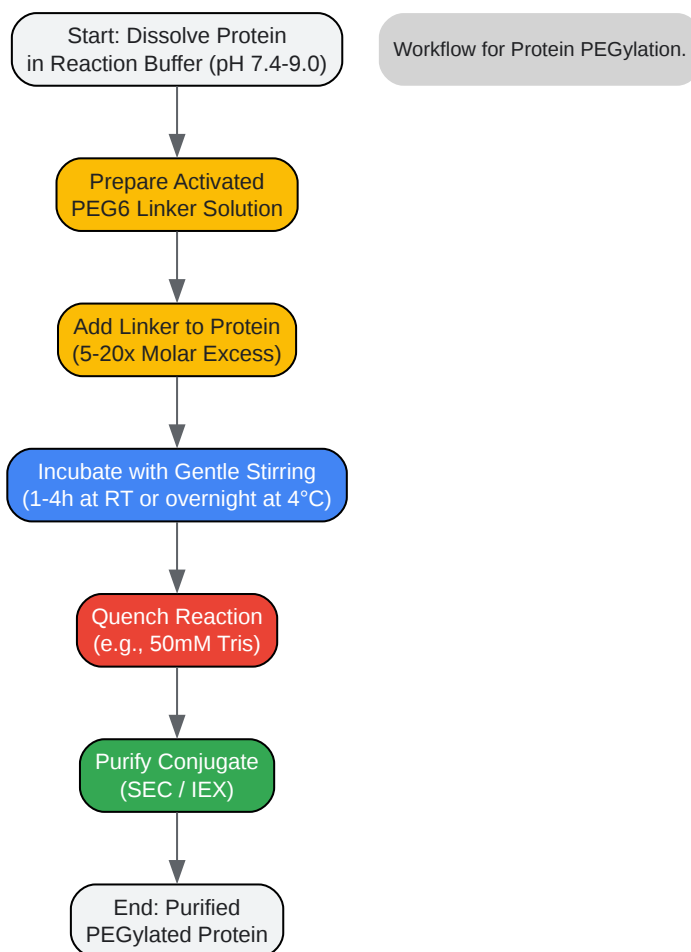 Start: Dissolve Protein
in Reaction Buffer (pH 7.4-9.0)
Workflow for Protein PEGylation.
Prepare Activated
PEG6 Linker Solution
Add Linker to Protein
(5-20x Molar Excess)
Incubate with Gentle Stirring
(1-4h at RT or overnight at 4°C)
Quench Reaction
(e.g., 50mM Tris)
Purify Conjugate
(SEC / IEX)
End: Purified
PEGylated Protein